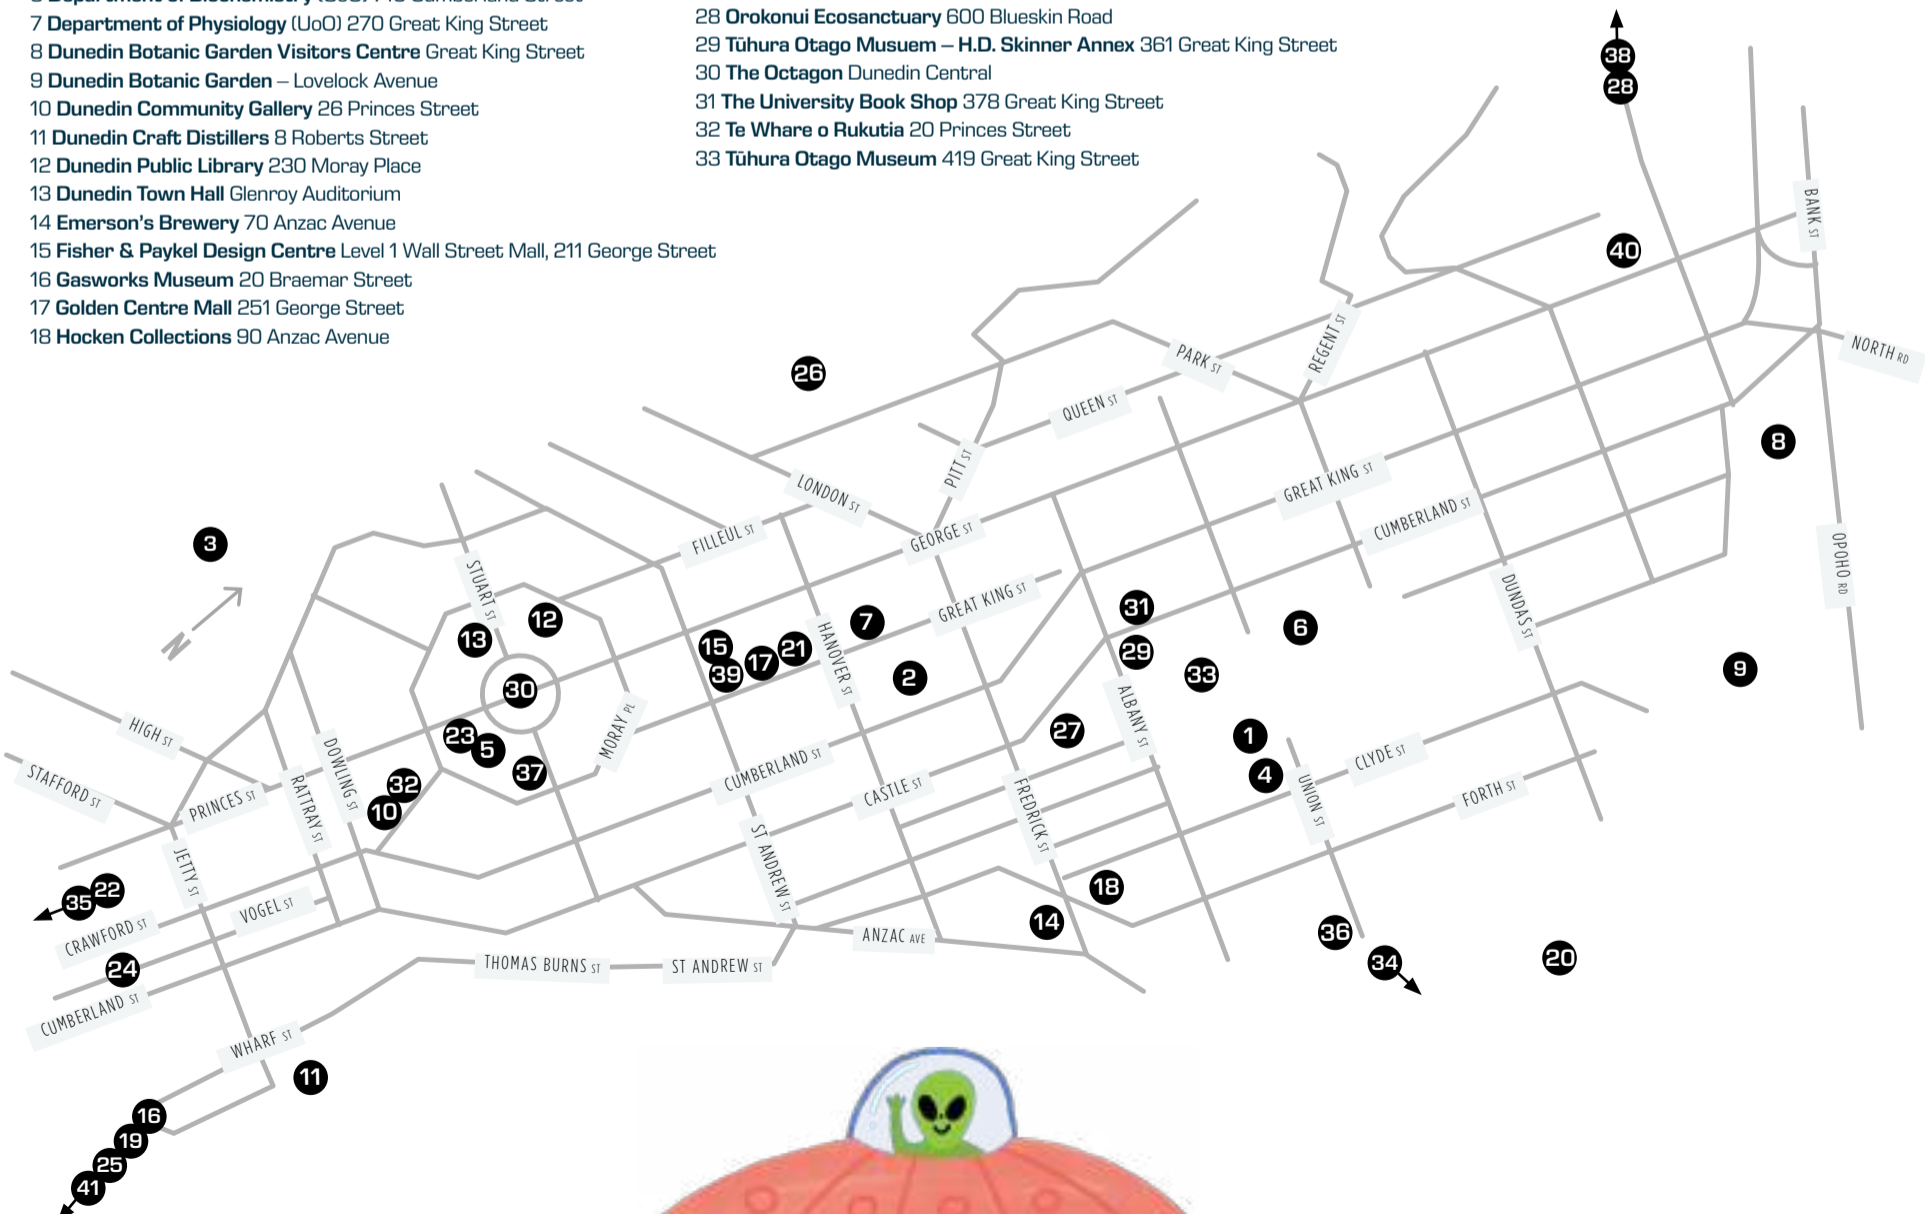 7 Department of Physiology (UoO) 270 Great King Street
8 Dunedin Botanic Garden Visitors Centre Great King Street
9 Dunedin Botanic Garden – Lovelock Avenue
10 Dunedin Community Gallery 26 Princes Street
11 Dunedin Craft Distillers 8 Roberts Street
12 Dunedin Public Library 230 Moray Place
13 Dunedin Town Hall Glenroy Auditorium
14 Emerson's Brewery 70 Anzac Avenue
15 Fisher & Paykel Design Centre Level 1 Wall Street Mall, 211 George Street
16 Gasworks Museum 20 Braemar Street
17 Golden Centre Mall 251 George Street
18 Hocken Collections 90 Anzac Avenue
28 Orokonui Ecosanctuary 600 Blueskin Road
29 Tūhura Otago Musuem – H.D. Skinner Annex 361 Great King Street
30 The Octagon Dunedin Central
31 The University Book Shop 378 Great King Street
32 Te Whare o Rukutia 20 Princes Street
33 Tūhura Otago Museum 419 Great King Street
38
28
40
BANK ST
NORTH RD
REGENT ST
PARK ST
26
QUEEN ST
8
PITT ST
LONDON ST
GREAT KING ST
CUMBERLAND ST
GEORGE ST
FILLEUL ST
3
N
STUART ST
OPOHO RD
DUNDAS ST
GREAT KING ST
12
13
7
31
6
15
39
17
21
HANOVER ST
2
29
33
9
30
ALBANY ST
MORAY PL
23
5
37
27
1
4
HIGH ST
STAFFORD ST
PRINCES ST
RATTRAY ST
DOWLING ST
32
10
CUMBERLAND ST
CASTLE ST
FREDRICK ST
UNION ST
CLYDE ST
FORTH ST
JETTY ST
ST ANDREW ST
35
22
VOGEL ST
CRAWFORD ST
18
14
ANZAC AVE
36
34
20
24
THOMAS BURNS ST
ST ANDREW ST
CUMBERLAND ST
WHARF ST
11
16
19
25
41